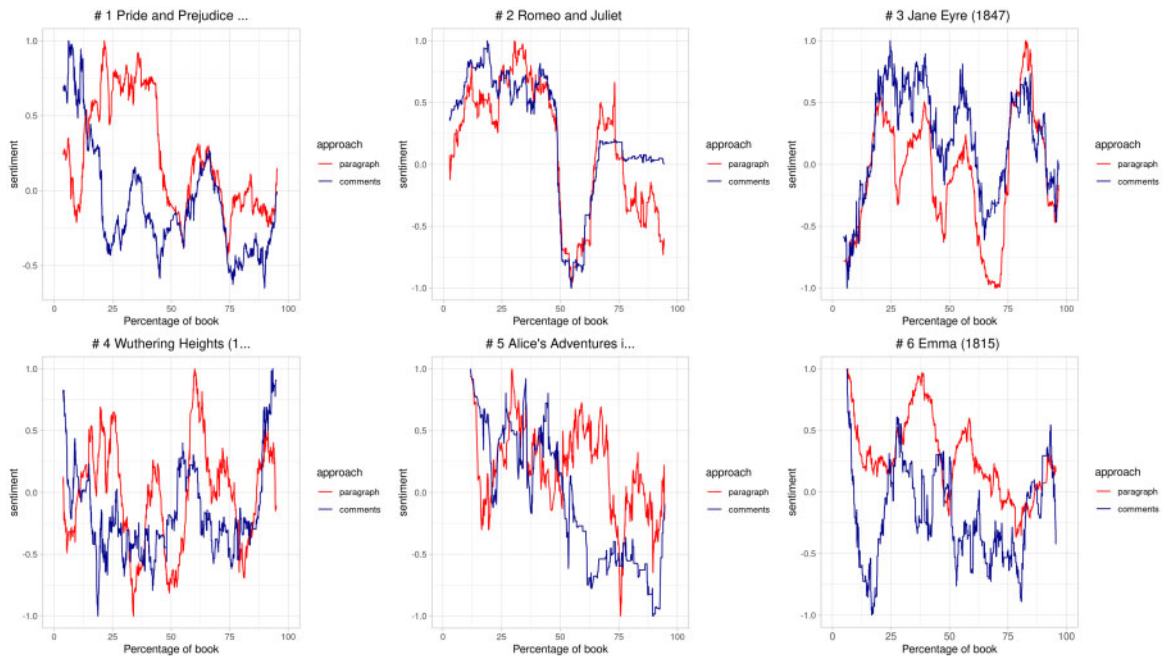 # 1 Pride and Prejudice ...
1.0
0.5
0.0
-0.5
sentiment
0 25 50 75 100
Percentage of book
approach
paragraph
comments
# 2 Romeo and Juliet
1.0
0.5
0.0
-0.5
-1.0
sentiment
0 25 50 75 100
Percentage of book
approach
paragraph
comments
# 3 Jane Eyre (1847)
1.0
0.5
0.0
-0.5
-1.0
sentiment
0 25 50 75 100
Percentage of book
approach
paragraph
comments
# 4 Wuthering Heights (1...
1.0
0.5
0.0
-0.5
-1.0
sentiment
0 25 50 75 100
Percentage of book
approach
paragraph
comments
# 5 Alice's Adventures i...
1.0
0.5
0.0
-0.5
-1.0
sentiment
0 25 50 75 100
Percentage of book
approach
paragraph
comments
# 6 Emma (1815)
1.0
0.5
0.0
-0.5
-1.0
sentiment
0 25 50 75 100
Percentage of book
approach
paragraph
comments